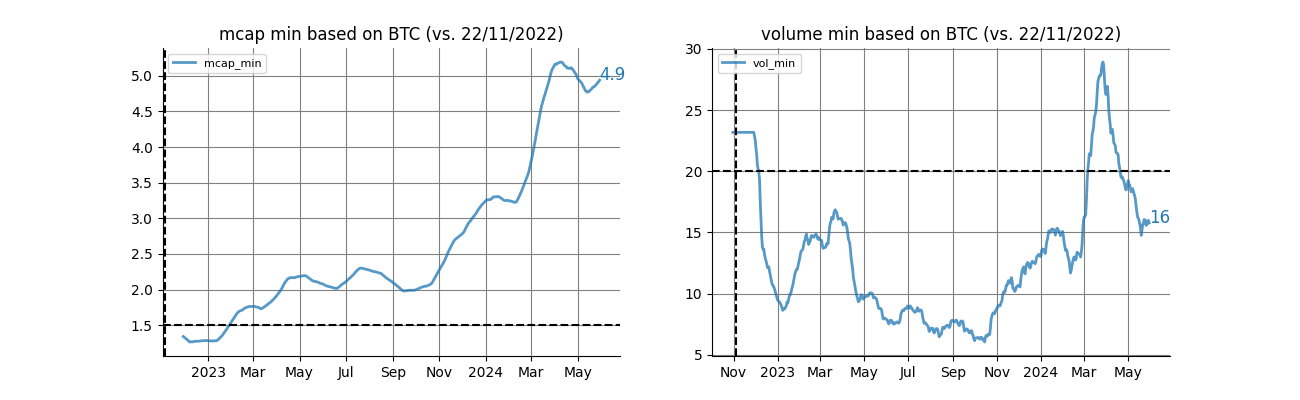 mcap min based on BTC (vs. 22/11/2022)
mcap_min
5.0
4.5
4.0
3.5
3.0
2.5
2.0
1.5
4.9
2023 Mar May Jul Sep Nov 2024 Mar May
volume min based on BTC (vs. 22/11/2022)
vol_min
30
25
20
15
10
5
16
Nov 2023 Mar May Jul Sep Nov 2024 Mar May